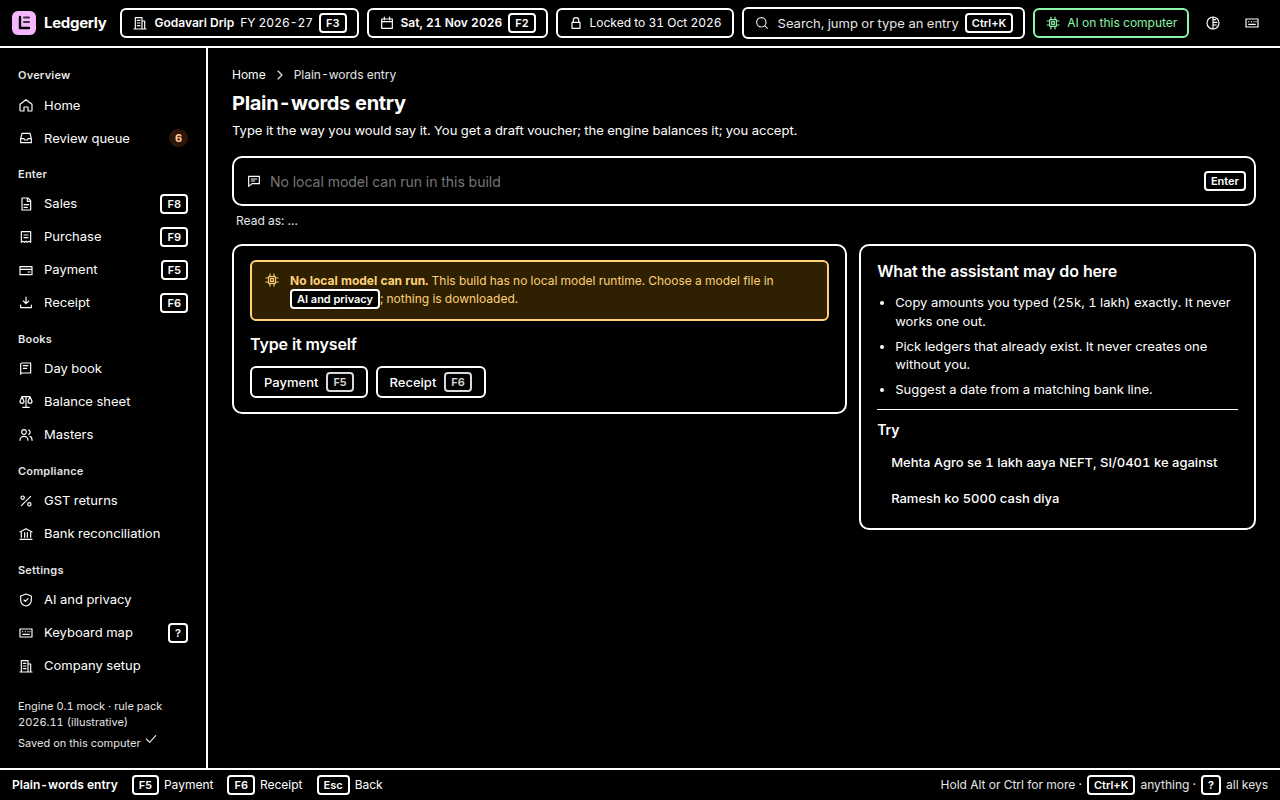 Ledgerly
Godavari Drip FY 2026-27 F3
Sat, 21 Nov 2026 F2
Locked to 31 Oct 2026
Search, jump or type an entry Ctrl+K
AI on this computer
Overview
Home
Review queue 6
Enter
Sales F8
Purchase F9
Payment F5
Receipt F6
Books
Day book
Balance sheet
Masters
Compliance
GST returns
Bank reconciliation
Settings
AI and privacy
Keyboard map ?
Company setup
Engine 0.1 mock · rule pack
2026.11 (illustrative)
Saved on this computer
Home Plain-words entry
Plain-words entry
Type it the way you would say it. You get a draft voucher; the engine balances it; you accept.
No local model can run in this build Enter
Read as: ...
No local model can run. This build has no local model runtime. Choose a model file in
AI and privacy ; nothing is downloaded.
Type it myself
Payment F5 Receipt F6
What the assistant may do here
• Copy amounts you typed (25k, 1 lakh) exactly. It never
works one out.
• Pick ledgers that already exist. It never creates one
without you.
• Suggest a date from a matching bank line.
Try
Mehta Agro se 1 lakh aaya NEFT, SI/0401 ke against
Ramesh ko 5000 cash diya
Plain-words entry F5 Payment F6 Receipt Esc Back
Hold Alt or Ctrl for more · Ctrl+K anything · ? all keys